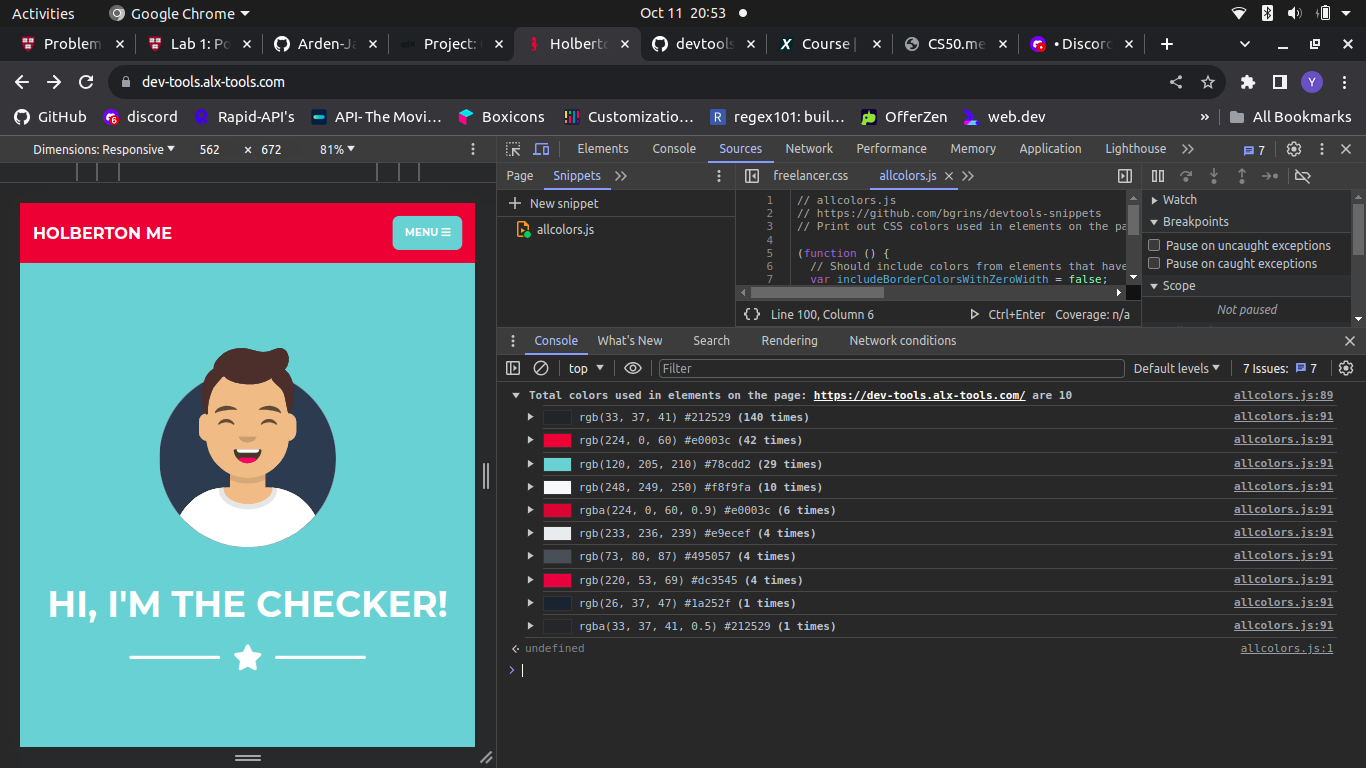 Activities
Google Chrome
Oct 11 20:53
Problem
Lab 1: Po
Arden-Ja
Project:
Holberto
devtools
Course |
CS50.me
• Discord
dev-tools.alx-tools.com
Y
GitHub
discord
Rapid-API's
API- The Movi...
Boxicons
Customizatio...
regex101: buil...
OfferZen
web.dev
»
All Bookmarks
Dimensions: Responsive
562 × 672
81%
Elements
Console
Sources
Network
Performance
Memory
Application
Lighthouse
7
Page
Snippets
freelancer.css
allcolors.js
New snippet
allcolors.js
1 // allcolors.js
2 // https://github.com/bgrins/devtools-snippets
3 // Print out CSS colors used in elements on the pa
4
5 (function () {
6 // Should include colors from elements that have
7 var includeBorderColorsWithZeroWidth = false;
{ } Line 100, Column 6
Ctrl+Enter
Coverage: n/a
Watch
Breakpoints
Pause on uncaught exceptions
Pause on caught exceptions
Scope
Not paused
HOLBERTON ME
MENU
HI, I'M THE CHECKER!
Console
What's New
Search
Rendering
Network conditions
top
Filter
Default levels
7 Issues: 7
Total colors used in elements on the page: https://dev-tools.alx-tools.com/ are 10 allcolors.js:89
rgb(33, 37, 41) #212529 (140 times) allcolors.js:91
rgb(224, 0, 60) #e0003c (42 times) allcolors.js:91
rgb(120, 205, 210) #78cdd2 (29 times) allcolors.js:91
rgb(248, 249, 250) #f8f9fa (10 times) allcolors.js:91
rgba(224, 0, 60, 0.9) #e0003c (6 times) allcolors.js:91
rgb(233, 236, 239) #e9ecef (4 times) allcolors.js:91
rgb(73, 80, 87) #495057 (4 times) allcolors.js:91
rgb(220, 53, 69) #dc3545 (4 times) allcolors.js:91
rgb(26, 37, 47) #1a252f (1 times) allcolors.js:91
rgba(33, 37, 41, 0.5) #212529 (1 times) allcolors.js:91
undefined allcolors.js:1